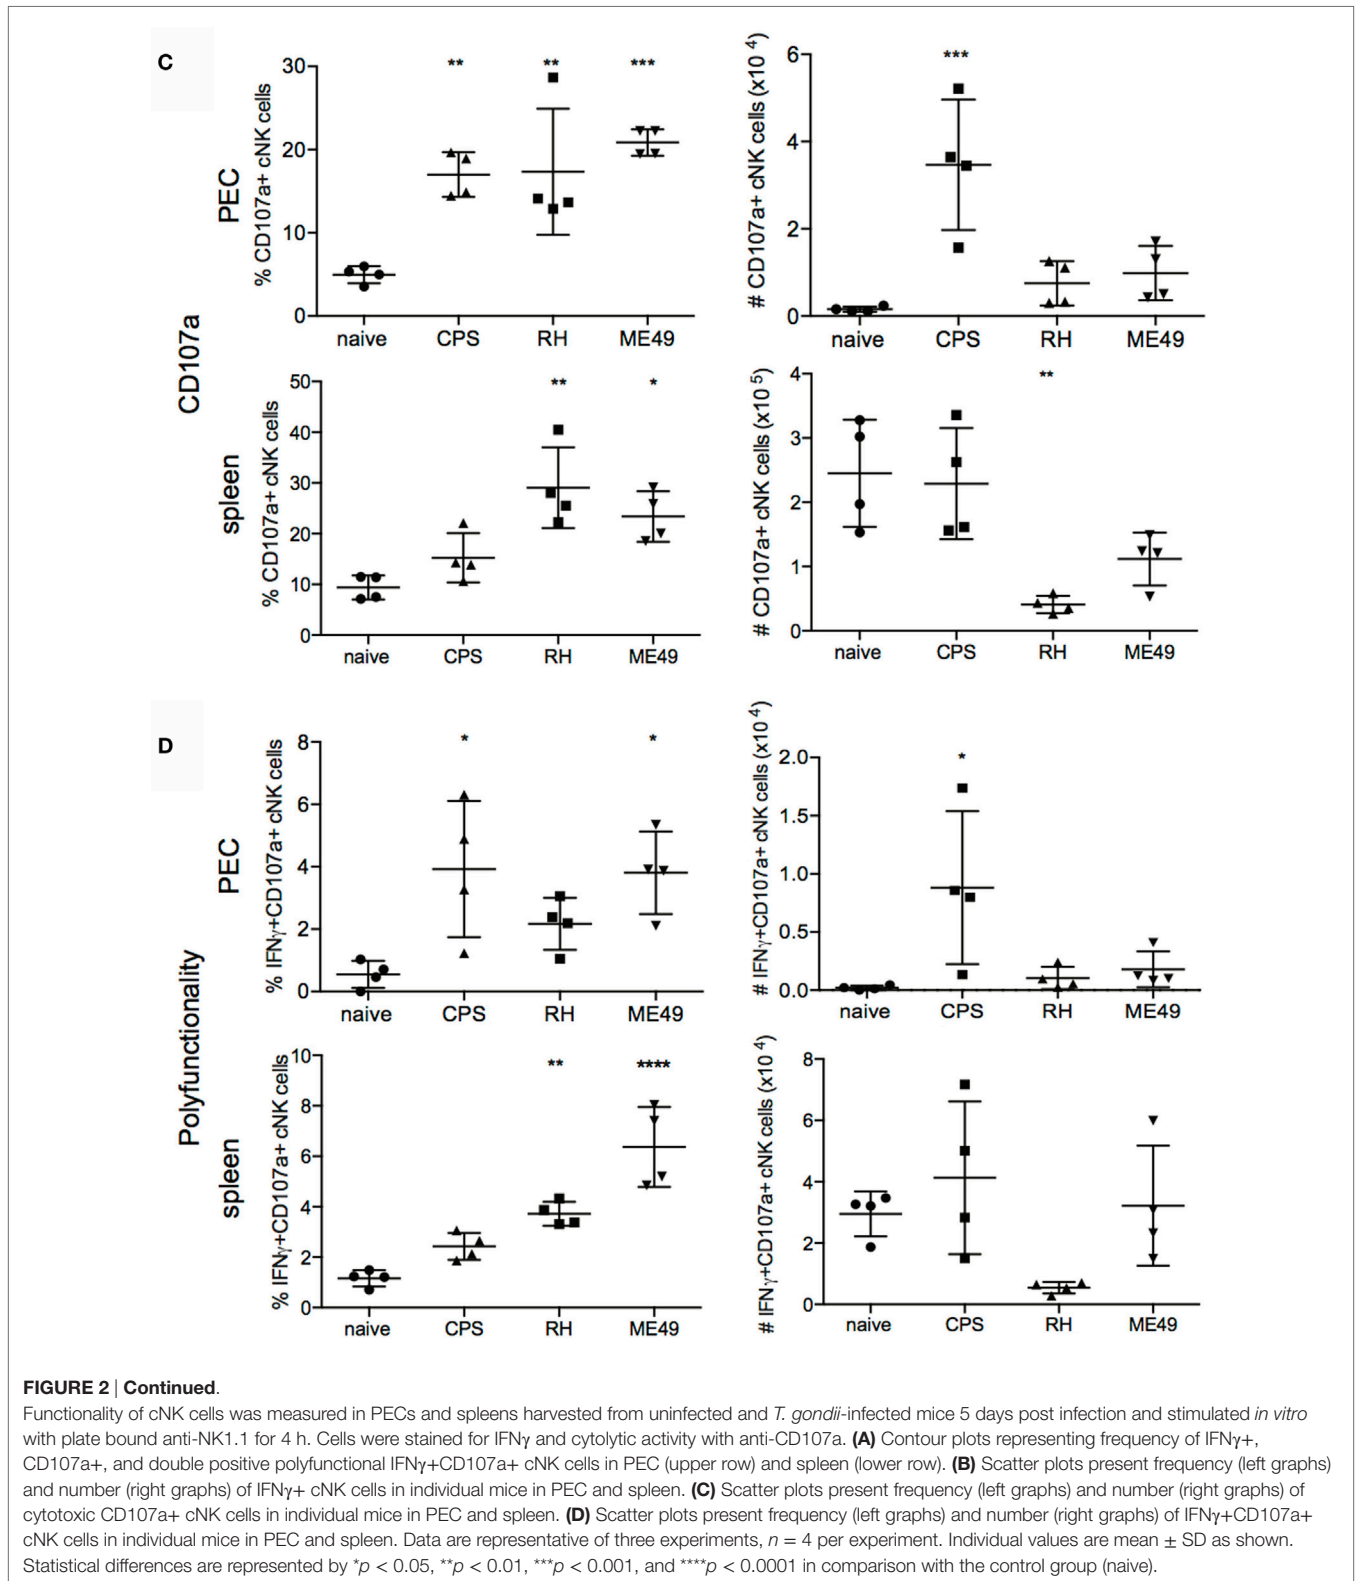 C
CD107a
PEC
% CD107a+ cNK cells
30
20
10
0
** ** ***
naive CPS RH ME49
# CD107a+ cNK cells (x10 4)
6
4
2
0
***
naive CPS RH ME49
spleen
% CD107a+ cNK cells
50
40
30
20
10
0
** *
naive CPS RH ME49
# CD107a+ cNK cells (x10 5)
4
3
2
1
0
**
naive CPS RH ME49
D
Polyfunctionality
PEC
% IFNγ+CD107a+ cNK cells
8
6
4
2
0
* *
naive CPS RH ME49
# IFNγ+CD107a+ cNK cells (x10 4)
2.0
1.5
1.0
0.5
0.0
*
naive CPS RH ME49
spleen
% IFNγ+CD107a+ cNK cells
10
8
6
4
2
0
** ****
naive CPS RH ME49
# IFNγ+CD107a+ cNK cells (x10 4)
8
6
4
2
0
naive CPS RH ME49
FIGURE 2 | Continued.
Functionality of cNK cells was measured in PECs and spleens harvested from uninfected and T. gondii-infected mice 5 days post infection and stimulated in vitro
with plate bound anti-NK1.1 for 4 h. Cells were stained for IFNγ and cytolytic activity with anti-CD107a. (A) Contour plots representing frequency of IFNγ+,
CD107a+, and double positive polyfunctional IFNγ+CD107a+ cNK cells in PEC (upper row) and spleen (lower row). (B) Scatter plots present frequency (left graphs)
and number (right graphs) of IFNγ+ cNK cells in individual mice in PEC and spleen. (C) Scatter plots present frequency (left graphs) and number (right graphs) of
cytotoxic CD107a+ cNK cells in individual mice in PEC and spleen. (D) Scatter plots present frequency (left graphs) and number (right graphs) of IFNγ+CD107a+
cNK cells in individual mice in PEC and spleen. Data are representative of three experiments, n = 4 per experiment. Individual values are mean ± SD as shown.
Statistical differences are represented by *p < 0.05, **p < 0.01, ***p < 0.001, and ****p < 0.0001 in comparison with the control group (naive).